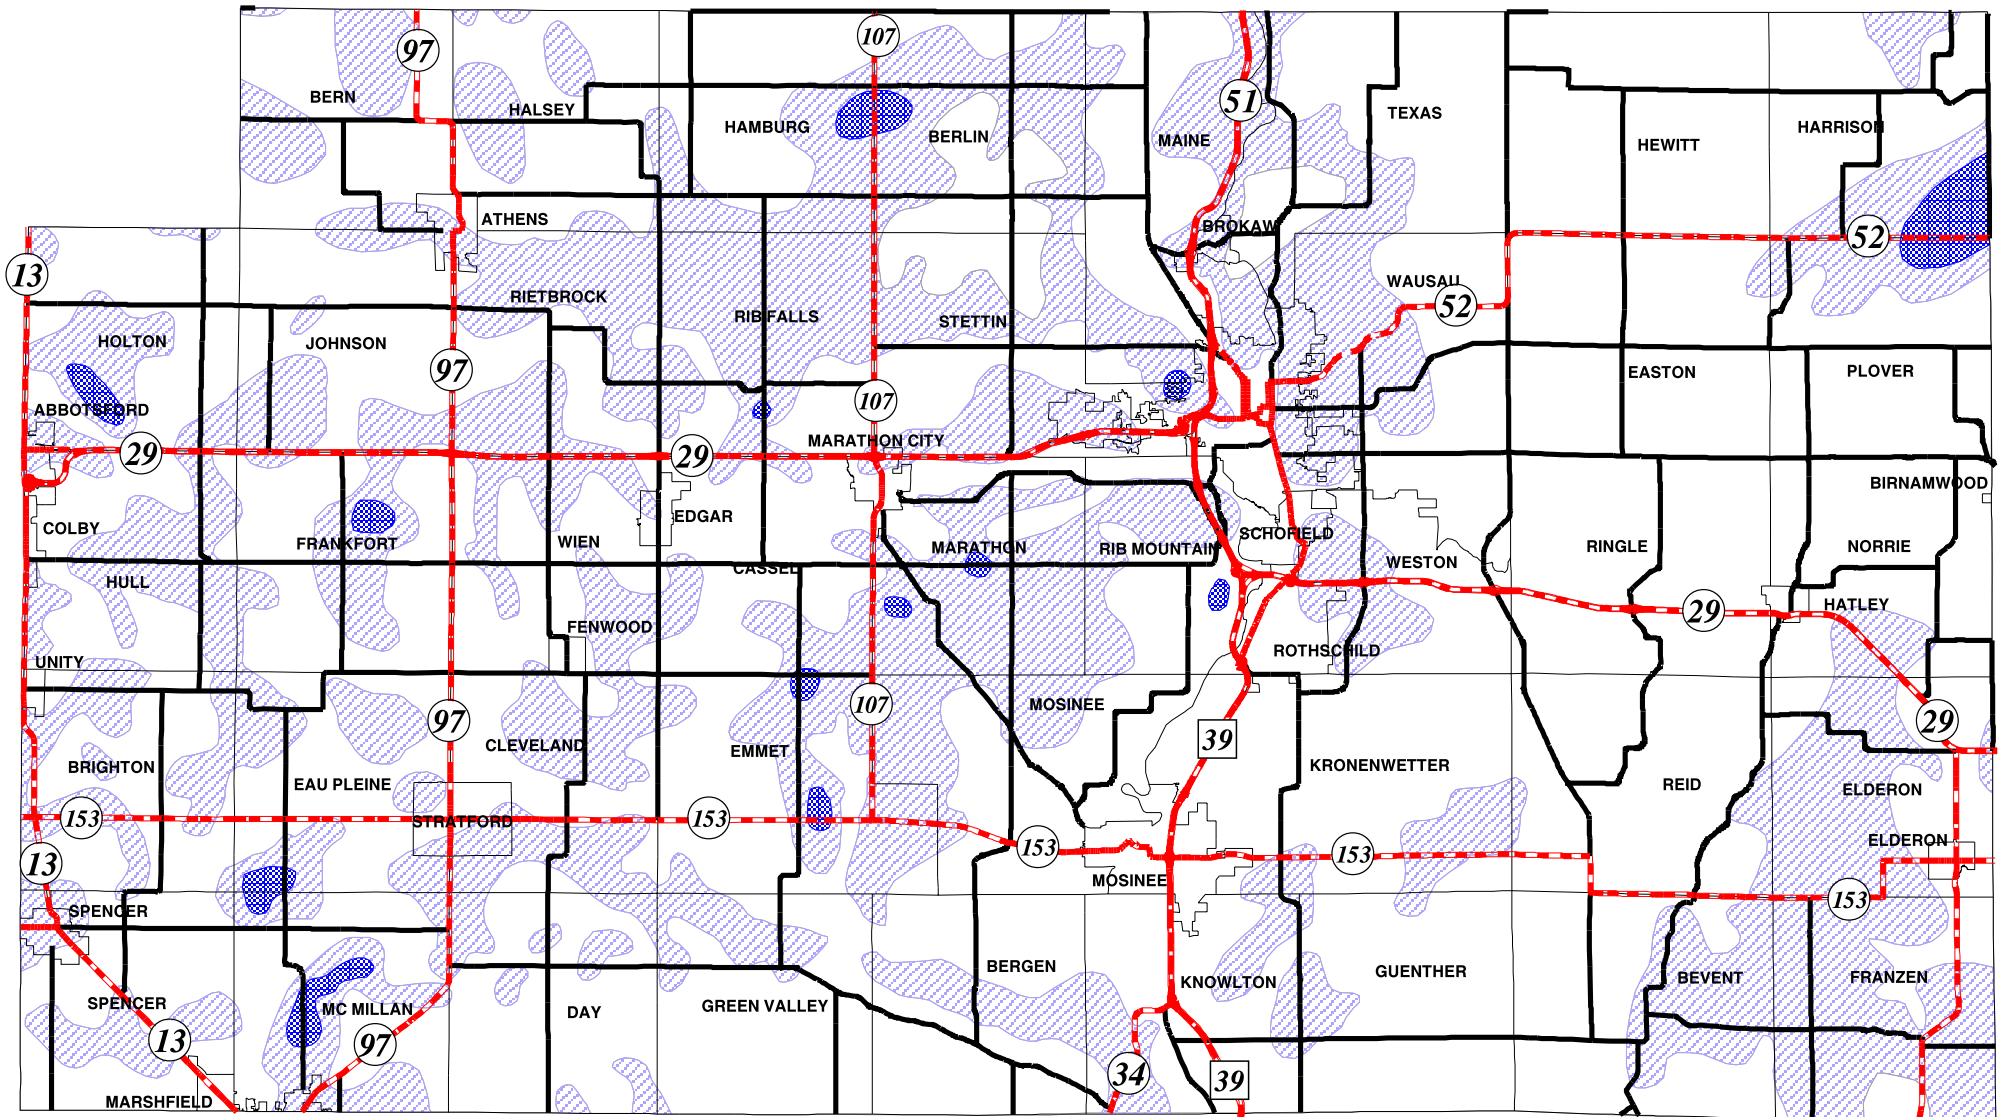 107
97
51
BERN
HALSEY
HAMBURG
BERLIN
MAINE
TEXAS
HEWITT
HARRISON
ATHENS
BROKAW
52
13
RIETBROCK
RIB FALLS
STETTIN
WAUSAU
52
HOLTON
JOHNSON
97
EASTON
PLOVER
ABBOTSFORD
107
29
29
MARATHON CITY
BIRNAMWOOD
COLBY
FRANKFORT
WIEN
EDGAR
MARATHON
RIB MOUNTAIN
SCHOFIELD
WESTON
RINGLE
NORRIE
HULL
CASSEL
29
HATLEY
FENWOOD
UNITY
ROTHSCHILD
107
97
MOSINEE
29
39
BRIGHTON
EAU PLEINE
CLEVELAND
EMMET
KRONENWETTER
REID
ELDERON
153
STRATFORD
153
ELDERON
13
153
153
MOSINEE
153
SPENCER
BERGEN
KNOWLTON
GUENTHER
BEVENT
FRANZEN
SPENCER
MC MILLAN
DAY
GREEN VALLEY
13
97
34
39
MARSHFIELD